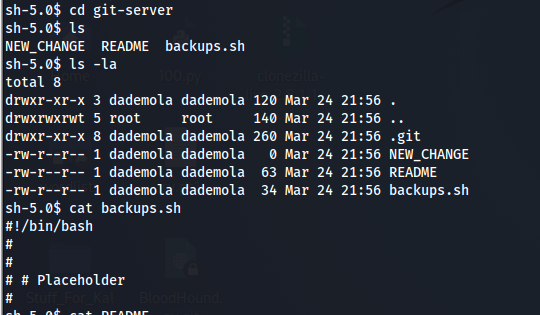 sh-5.0$ cd git-server
sh-5.0$ ls
NEW_CHANGE  README  backups.sh
sh-5.0$ ls -la
total 8
drwxr-xr-x 3 dademola dademola 120 Mar 24 21:56 .
drwxrwxrwt 5 root     root     140 Mar 24 21:56 ..
drwxr-xr-x 8 dademola dademola 260 Mar 24 21:56 .git
-rw-r--r-- 1 dademola dademola   0 Mar 24 21:56 NEW_CHANGE
-rw-r--r-- 1 dademola dademola  63 Mar 24 21:56 README
-rw-r--r-- 1 dademola dademola  34 Mar 24 21:56 backups.sh
sh-5.0$ cat backups.sh
#!/bin/bash
#
#
# # Placeholder
#
Stuff_For_Kal BloodHound
sh-5.0$ cat README